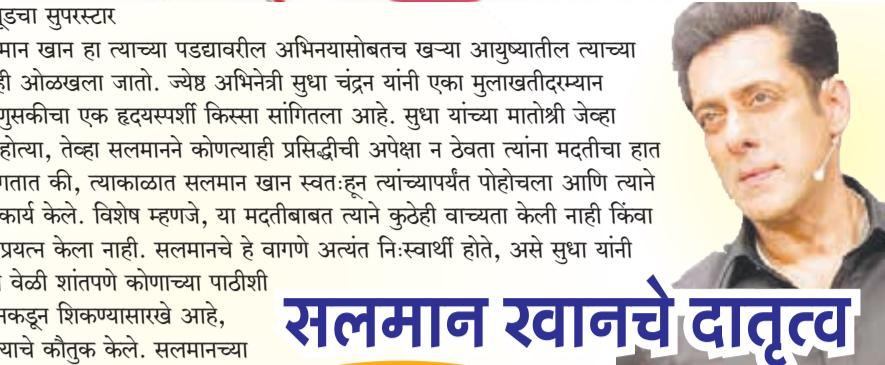 ूडचा सुपरस्टार
मान खान हा त्याच्या पडद्यावरील अभिनयासोबतच खऱ्या आयुष्यातील त्याच्या
ही ओळखला जातो. ज्येष्ठ अभिनेत्री सुधा चंद्रन यांनी एका मुलाखतीदरम्यान
णुसकीचा एक हृदयस्पर्शी किस्सा सांगितला आहे. सुधा यांच्या मातोश्री जेव्हा
होत्या, तेव्हा सलमानने कोणत्याही प्रसिद्धीची अपेक्षा न ठेवता त्यांना मदतीचा हात
गतात की, त्याकाळात सलमान खान स्वतःहून त्यांच्यापर्यंत पोहोचला आणि त्याने
कार्य केले. विशेष म्हणजे, या मदतीबाबत त्याने कुठेही वाच्यता केली नाही किंवा
प्रयत्न केला नाही. सलमानचे हे वागणे अत्यंत निःस्वार्थी होते, असे सुधा यांनी
वेळी शांतपणे कोणाच्या पाठीशी
नकडून शिकण्यासारखे आहे,
याचे कौतुक केले. सलमानच्या
सलमान खानचे दातृत्व